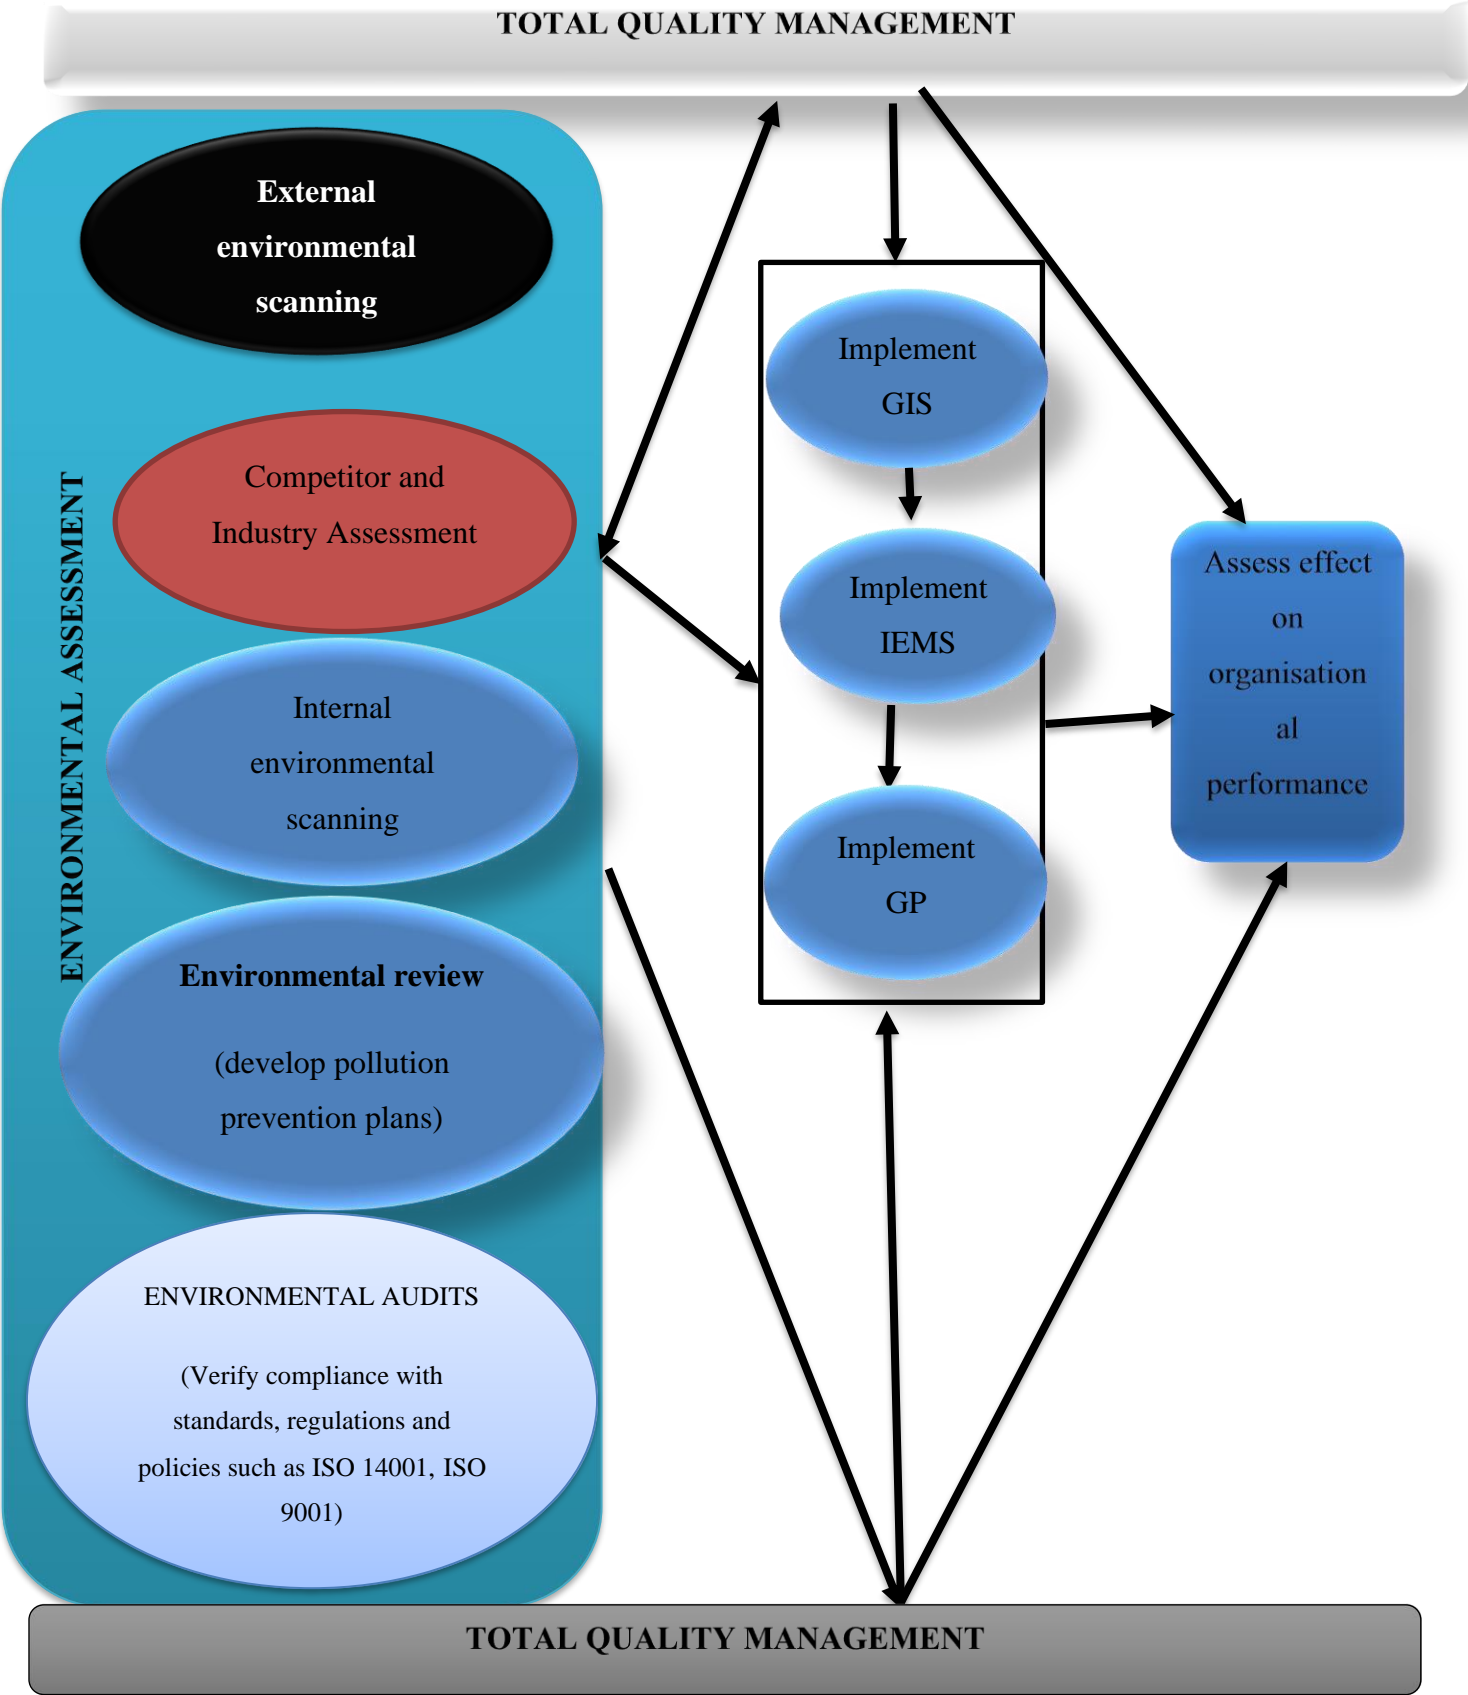 TOTAL QUALITY MANAGEMENT
ENVIRONMENTAL ASSESSMENT
External
environmental
scanning
Competitor and
Industry Assessment
Internal
environmental
scanning
Environmental review
(develop pollution
prevention plans)
ENVIRONMENTAL AUDITS
(Verify compliance with
standards, regulations and
policies such as ISO 14001, ISO
9001)
Implement
GIS
Implement
IEMS
Implement
GP
Assess effect
on
organisation
al
performance
TOTAL QUALITY MANAGEMENT